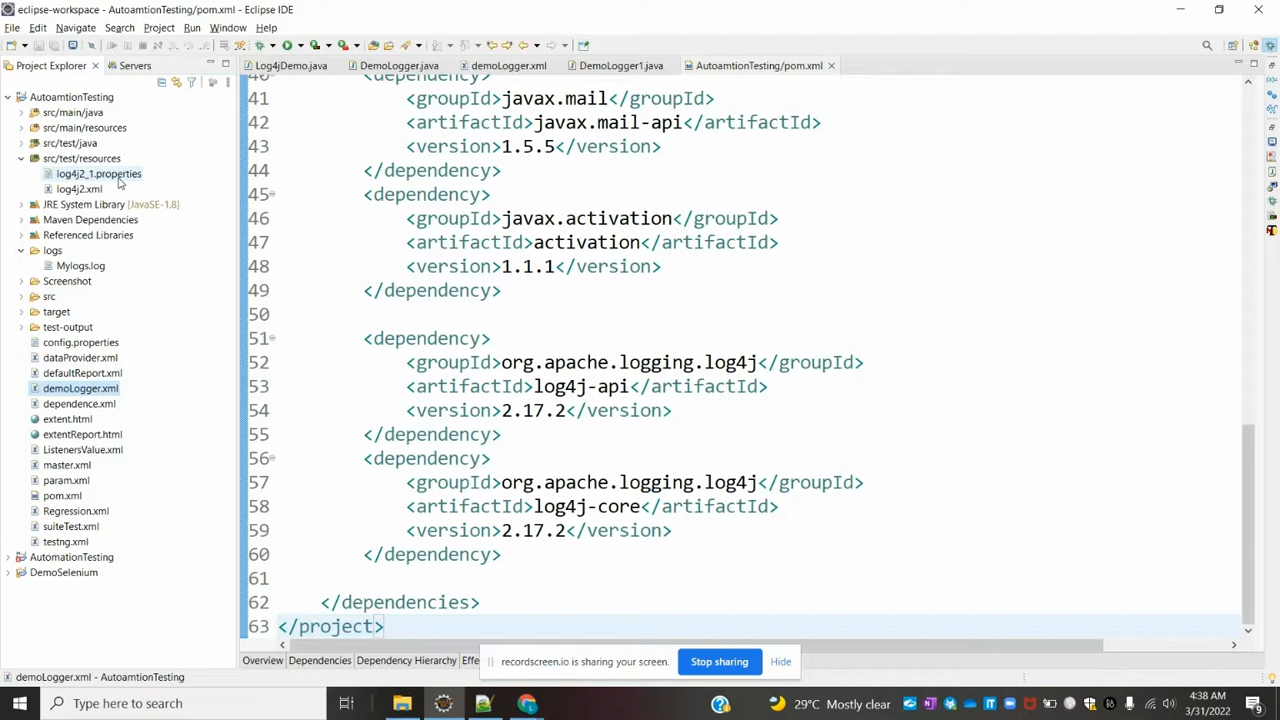 eclipse-workspace - AutoamtionTesting/pom.xml - Eclipse IDE
File Edit Navigate Search Project Run Window Help
Project Explorer Servers
Log4jDemo.java DemoLogger.java demoLogger.xml DemoLogger1.java AutoamtionTesting/pom.xml
AutoamtionTesting
src/main/java
src/main/resources
src/test/java
src/test/resources
log4j2_1.properties
log4j2.xml
JRE System Library [JavaSE-1.8]
Maven Dependencies
Referenced Libraries
logs
Mylogs.log
Screenshot
src
target
test-output
config.properties
dataProvider.xml
defaultReport.xml
demoLogger.xml
dependence.xml
extent.html
extentReport.html
ListenersValue.xml
master.xml
param.xml
pom.xml
Regression.xml
suiteTest.xml
testng.xml
AutomationTesting
DemoSelenium
40 <dependency>
41 <groupId>javax.mail</groupId>
42 <artifactId>javax.mail-api</artifactId>
43 <version>1.5.5</version>
44 </dependency>
45 <dependency>
46 <groupId>javax.activation</groupId>
47 <artifactId>activation</artifactId>
48 <version>1.1.1</version>
49 </dependency>
50
51 <dependency>
52 <groupId>org.apache.logging.log4j</groupId>
53 <artifactId>log4j-api</artifactId>
54 <version>2.17.2</version>
55 </dependency>
56 <dependency>
57 <groupId>org.apache.logging.log4j</groupId>
58 <artifactId>log4j-core</artifactId>
59 <version>2.17.2</version>
60 </dependency>
61
62 </dependencies>
63 </project>
Overview Dependencies Dependency Hierarchy Effe
recordscreen.io is sharing your screen. Stop sharing Hide
demoLogger.xml - AutoamtionTesting
Type here to search
29°C Mostly clear
4:38 AM
3/31/2022
9